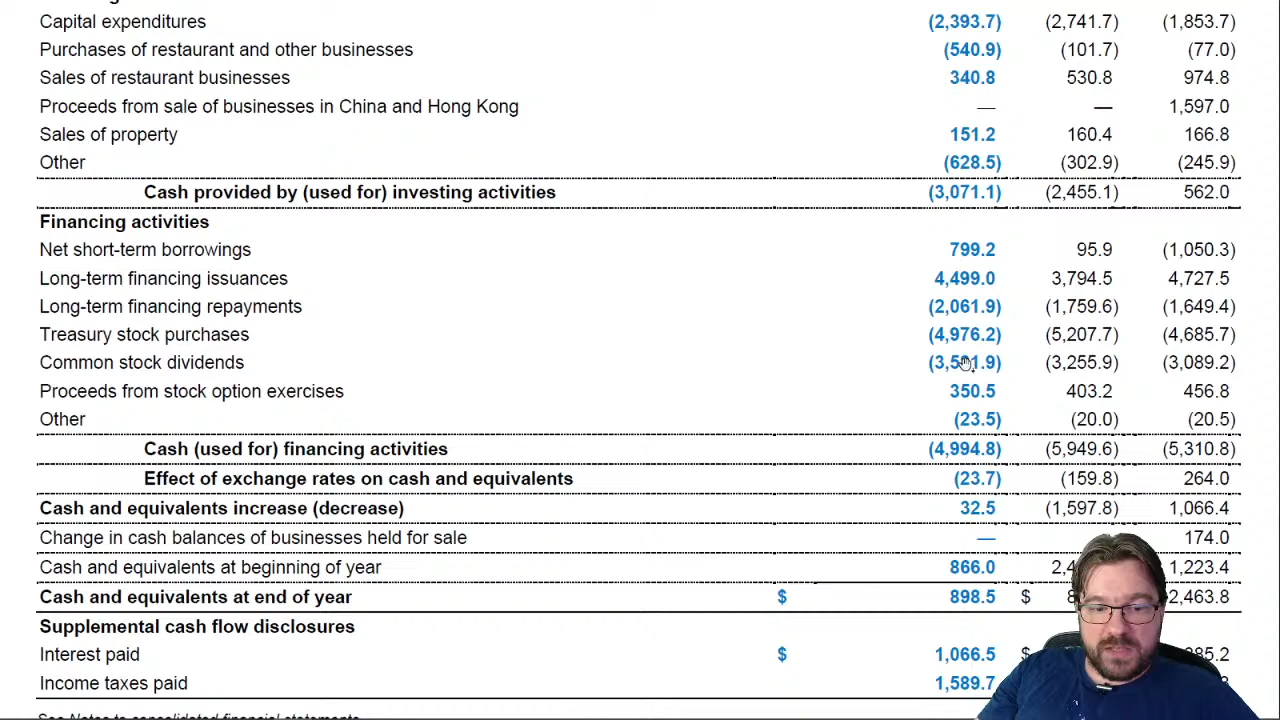 Capital expenditures (2,393.7) (2,741.7) (1,853.7)
Purchases of restaurant and other businesses (540.9) (101.7) (77.0)
Sales of restaurant businesses 340.8 530.8 974.8
Proceeds from sale of businesses in China and Hong Kong — — 1,597.0
Sales of property 151.2 160.4 166.8
Other (628.5) (302.9) (245.9)
Cash provided by (used for) investing activities (3,071.1) (2,455.1) 562.0
Financing activities
Net short-term borrowings 799.2 95.9 (1,050.3)
Long-term financing issuances 4,499.0 3,794.5 4,727.5
Long-term financing repayments (2,061.9) (1,759.6) (1,649.4)
Treasury stock purchases (4,976.2) (5,207.7) (4,685.7)
Common stock dividends (3,255.9) (3,089.2)
Proceeds from stock option exercises 350.5 403.2 456.8
Other (23.5) (20.0) (20.5)
Cash (used for) financing activities (4,994.8) (5,949.6) (5,310.8)
Effect of exchange rates on cash and equivalents (23.7) (159.8) 264.0
Cash and equivalents increase (decrease) 32.5 (1,597.8) 1,066.4
Change in cash balances of businesses held for sale — 174.0
Cash and equivalents at beginning of year 866.0 1,223.4
Cash and equivalents at end of year $ 898.5 $ 2,463.8
Supplemental cash flow disclosures
Interest paid $ 1,066.5
Income taxes paid 1,589.7
See Notes to consolidated financial statements